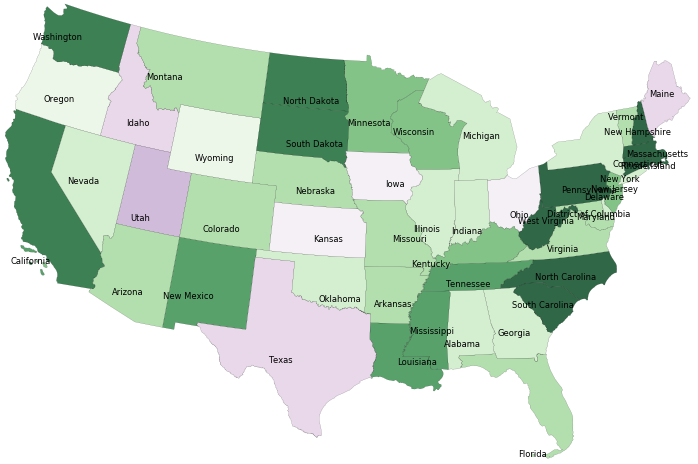 Washington
Maine
Montana
Oregon
North Dakota
Vermont
Idaho
Minnesota
New Hampshire
Wisconsin
Michigan
South Dakota
Massachusetts
Wyoming
Connecticut
Rhode Island
Nevada
Iowa
New York
Nebraska
Pennsylvania
New Jersey
Delaware
Utah
Ohio
District of Columbia
Maryland
West Virginia
Colorado
Illinois
Indiana
Kansas
Missouri
Virginia
California
Kentucky
North Carolina
Tennessee
Arizona
New Mexico
Oklahoma
Arkansas
South Carolina
Mississippi
Georgia
Alabama
Texas
Louisiana
Florida